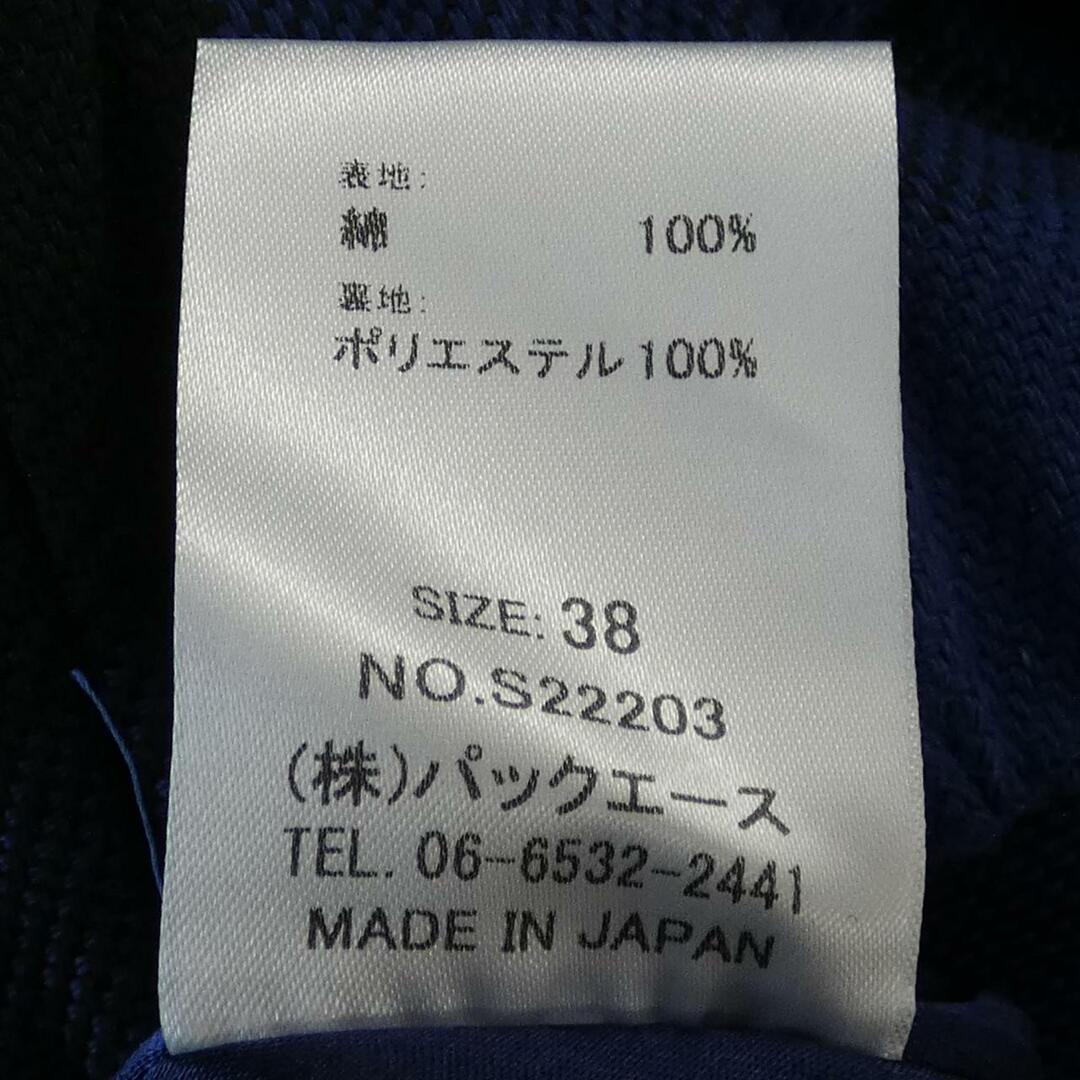 表地:
綿 100%
裏地:
ポリエステル100%
SIZE: 38
NO.S22203
(株)パックエース
TEL. 06-6532-2441
MADE IN JAPAN